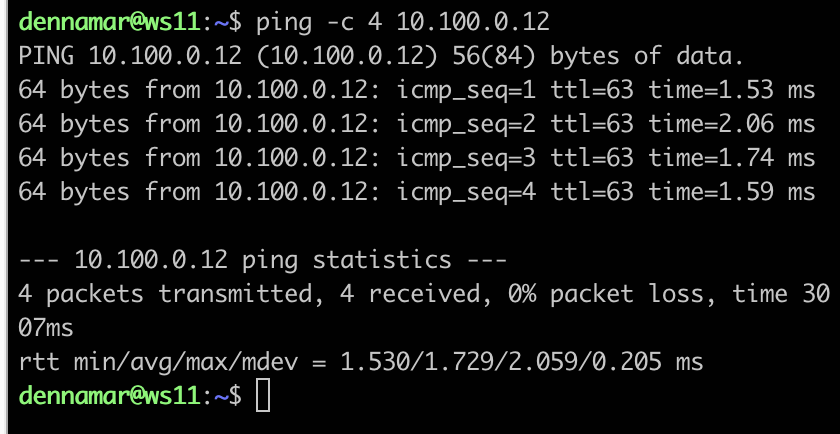 dennamar@ws11:~$ ping -c 4 10.100.0.12
PING 10.100.0.12 (10.100.0.12) 56(84) bytes of data.
64 bytes from 10.100.0.12: icmp_seq=1 ttl=63 time=1.53 ms
64 bytes from 10.100.0.12: icmp_seq=2 ttl=63 time=2.06 ms
64 bytes from 10.100.0.12: icmp_seq=3 ttl=63 time=1.74 ms
64 bytes from 10.100.0.12: icmp_seq=4 ttl=63 time=1.59 ms

--- 10.100.0.12 ping statistics ---
4 packets transmitted, 4 received, 0% packet loss, time 30
07ms
rtt min/avg/max/mdev = 1.530/1.729/2.059/0.205 ms
dennamar@ws11:~$